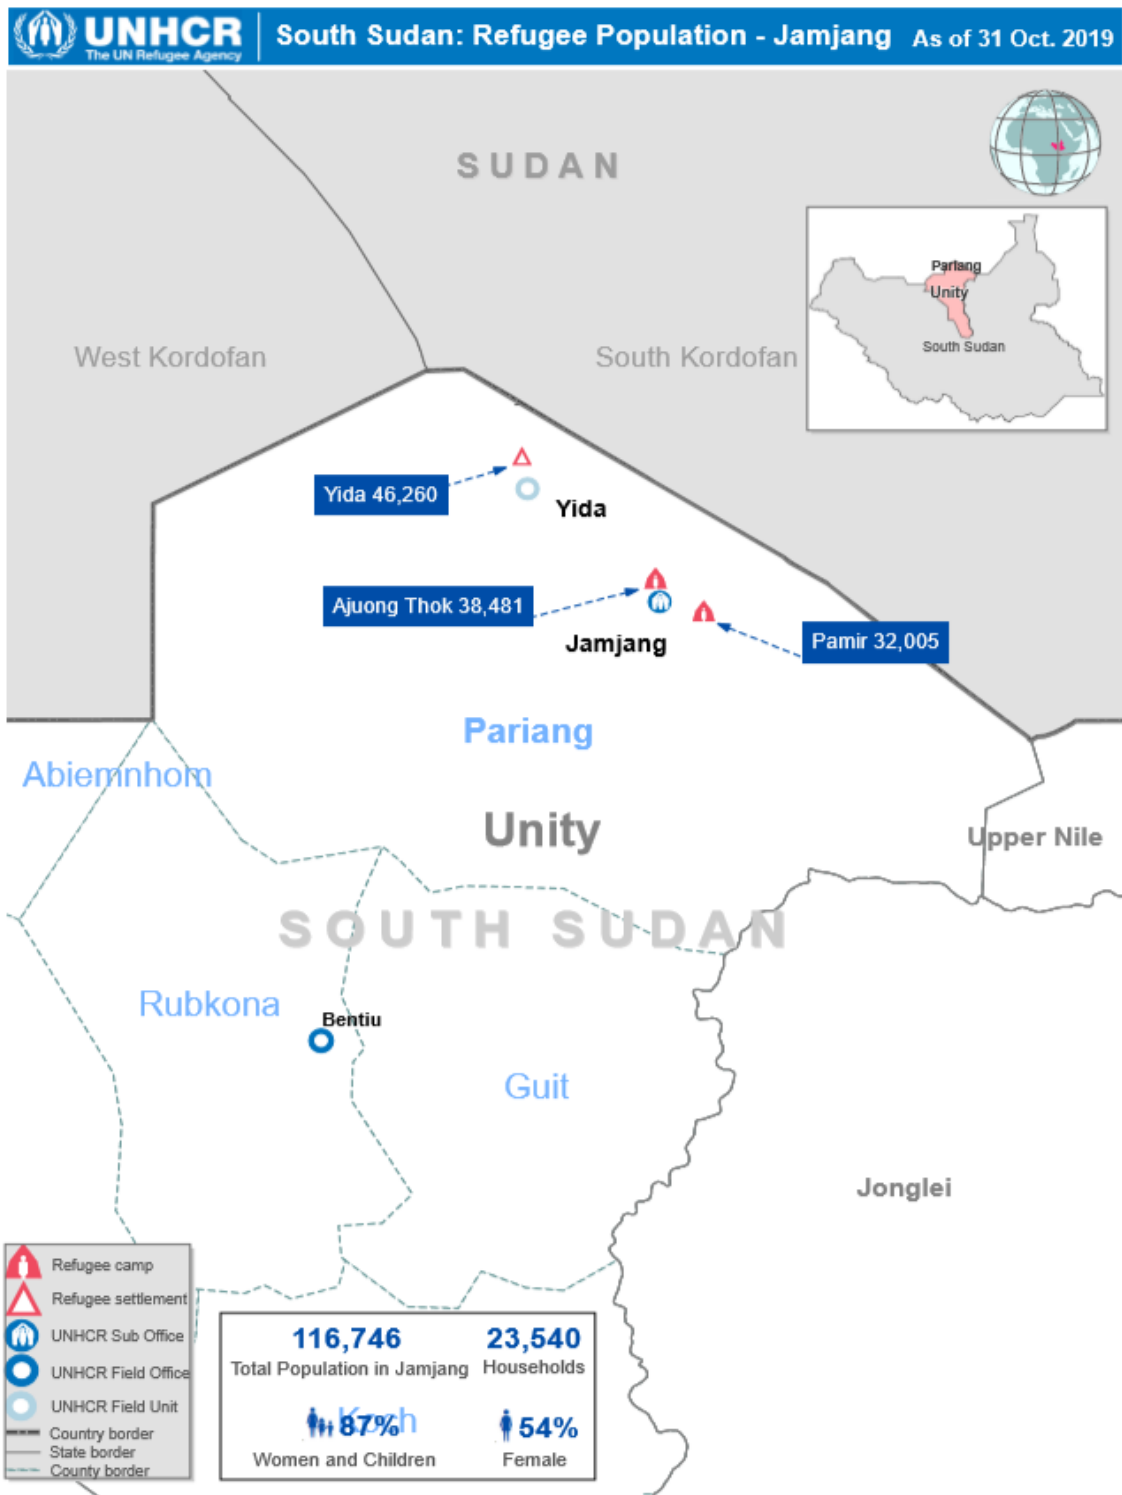 UNHCR
The UN Refugee Agency
South Sudan: Refugee Population - Jamjang As of 31 Oct. 2019
SUDAN
Pariang
Unity
South Sudan
West Kordofan
South Kordofan
Yida 46,260
Yida
Ajuong Thok 38,481
Jamjang
Pamir 32,005
Pariang
Abiemnhom
Unity
Upper Nile
SOUTH SUDAN
Rubkona
Bentiu
Guit
Jonglei
Refugee camp
Refugee settlement
UNHCR Sub Office
UNHCR Field Office
UNHCR Field Unit
Country border
State border
County border
116,746
Total Population in Jamjang
23,540
Households
Koch
87%
Women and Children
54%
Female